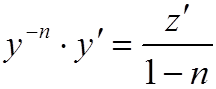 y⁻ⁿ · y′ = z′ / (1 − n)